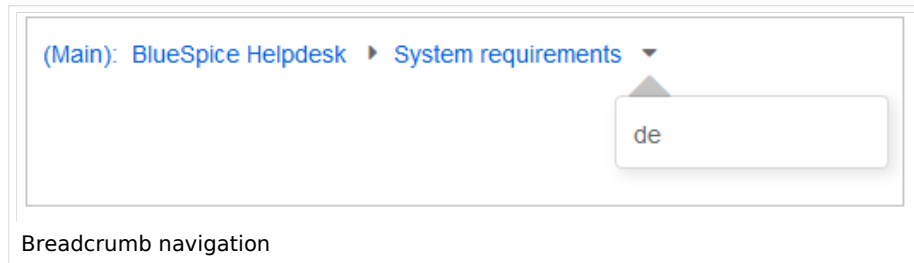 (Main): BlueSpice Helpdesk System requirements
de
Breadcrumb navigation